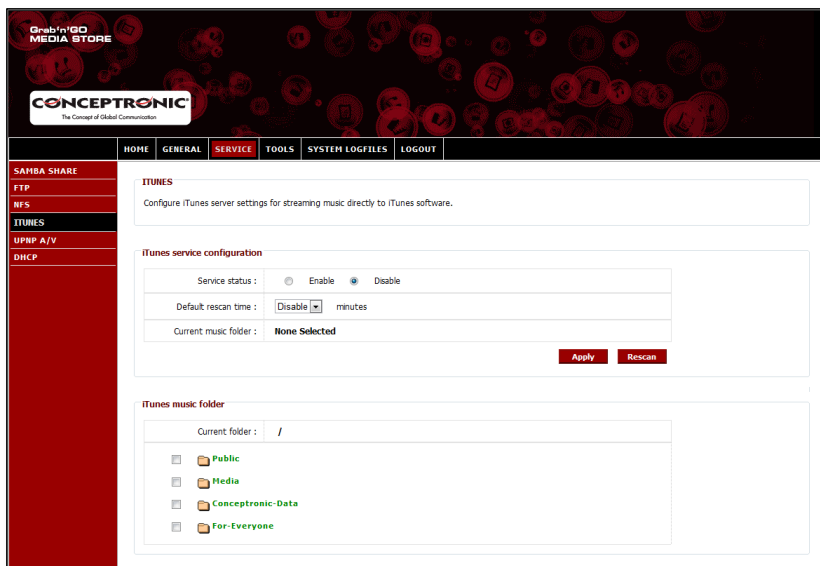 Grab'n'GO
MEDIA STORE
CONCEPTRONIC®
The Concept of Global Communication
HOME GENERAL SERVICE TOOLS SYSTEM LOGFILES LOGOUT
SAMBA SHARE
FTP
NFS
ITUNES
UPNP A/V
DHCP
ITUNES
Configure iTunes server settings for streaming music directly to iTunes software.
iTunes service configuration
Service status : Enable Disable
Default rescan time : Disable minutes
Current music folder : None Selected
Apply Rescan
iTunes music folder
Current folder : /
Public
Media
Conceptronic-Data
For-Everyone